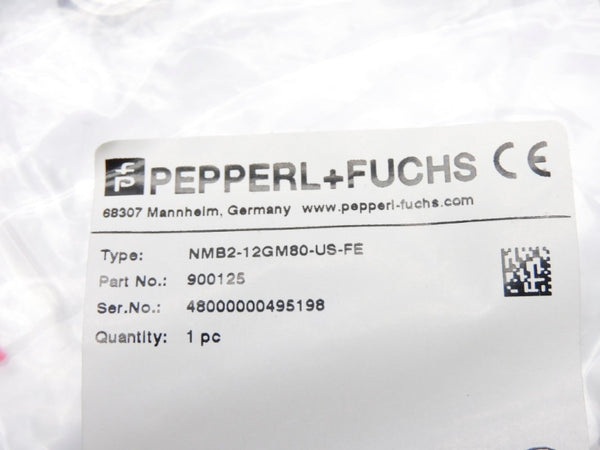 PEPPERL+FUCHS CE
68307 Mannheim, Germany www.pepperl-fuchs.com
Type: NMB2-12GM80-US-FE
Part No.: 900125
Ser.No.: 48000000495198
Quantity: 1 pc